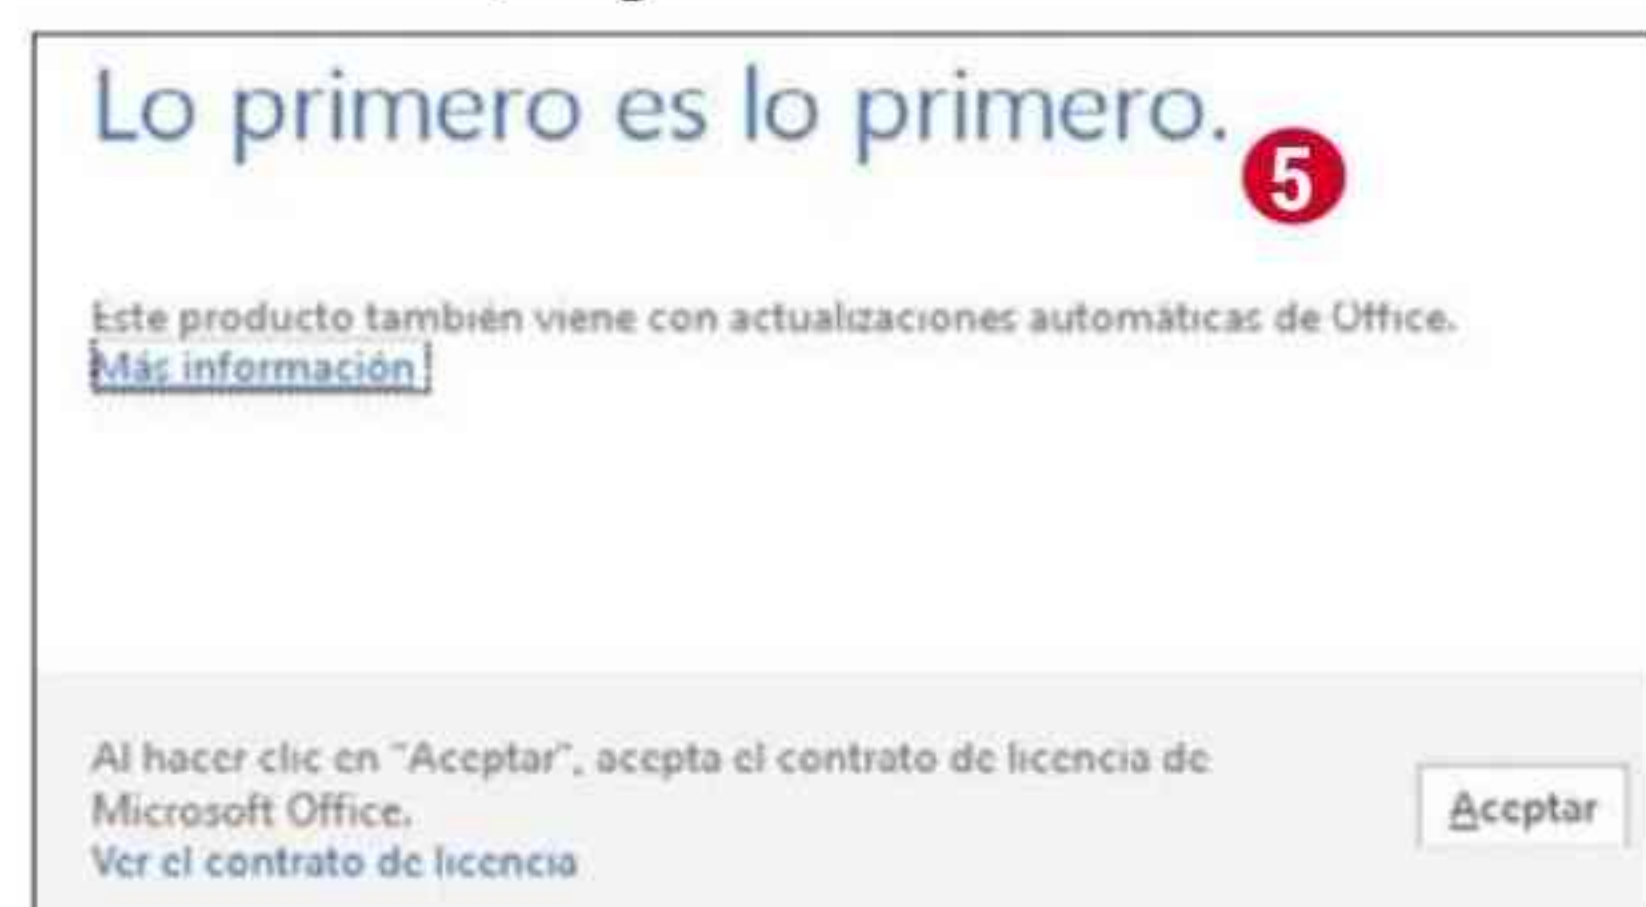 Lo primero es lo primero.
5
Este producto también viene con actualizaciones automáticas de Office.
Más información
Al hacer clic en "Aceptar", acepta el contrato de licencia de
Microsoft Office.
Aceptar
Ver el contrato de licencia